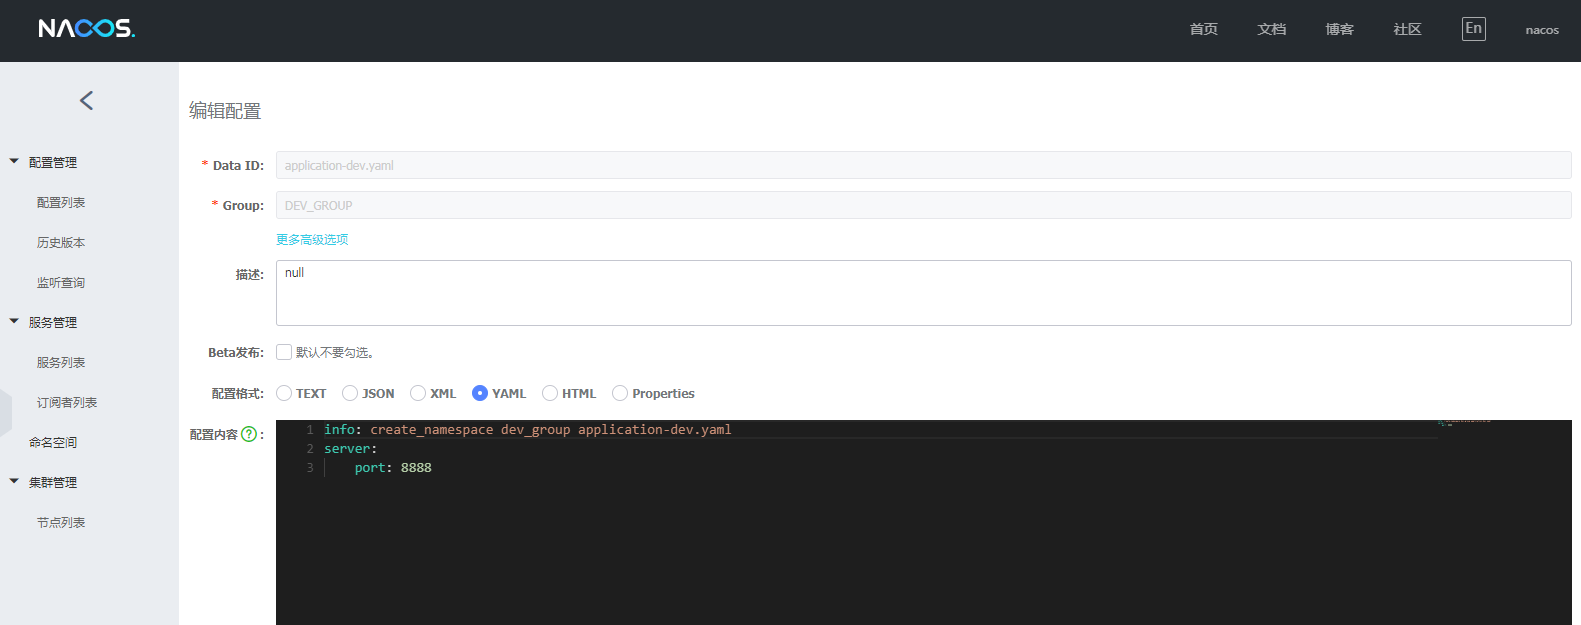 NACOS.
首页 文档 博客 社区 En nacos
编辑配置
配置管理
配置列表
历史版本
监听查询
服务管理
服务列表
订阅者列表
命名空间
集群管理
节点列表
* Data ID: application-dev.yaml
* Group: DEV_GROUP
更多高级选项
描述: null
Beta发布: 默认不要勾选。
配置格式: TEXT JSON XML YAML HTML Properties
配置内容 ? :
1 info: create_namespace dev_group application-dev.yaml
2 server:
3 port: 8888